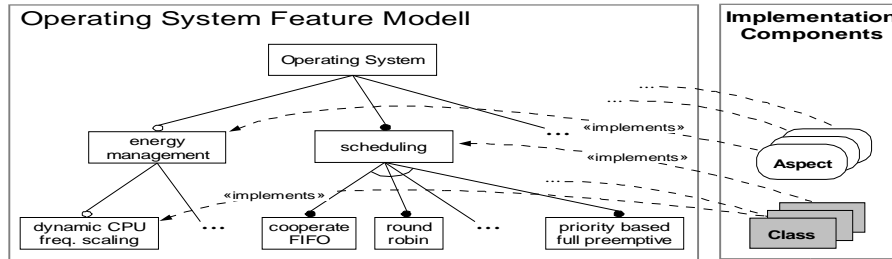 Operating System Feature Modell
Implementation
Components
Operating System
...
...
«implements»
energy
management
scheduling
...
«implements»
Aspect
«implements»
...
dynamic CPU
freq. scaling
...
cooperate
FIFO
round
robin
...
priority based
full preemptive
Class